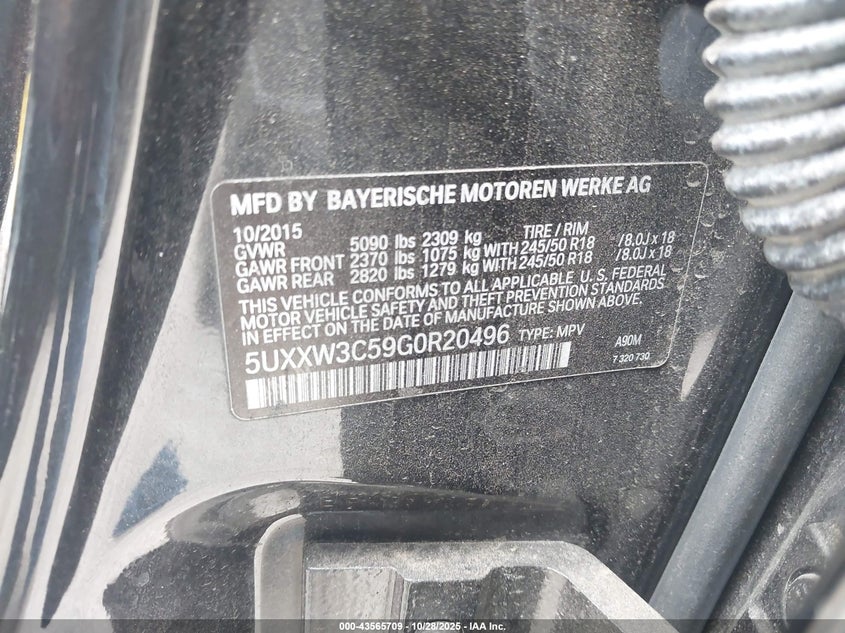 MFD BY BAYERISCHE MOTOREN WERKE AG
10/2015 TIRE / RIM
GVWR 5090 lbs 2309 kg
GAWR FRONT 2370 lbs 1075 kg WITH 245/50 R18 / 8.0J x 18
GAWR REAR 2820 lbs 1279 kg WITH 245/50 R18 / 8.0J x 18
THIS VEHICLE CONFORMS TO ALL APPLICABLE U.S. FEDERAL
MOTOR VEHICLE SAFETY AND THEFT PREVENTION STANDARDS
IN EFFECT ON THE DATE OF MANUFACTURE SHOWN ABOVE.
5UXXW3C59G0R20496 TYPE: MPV A90M
7 320 730
000-43565709 | 10/28/2025 - IAA Inc.